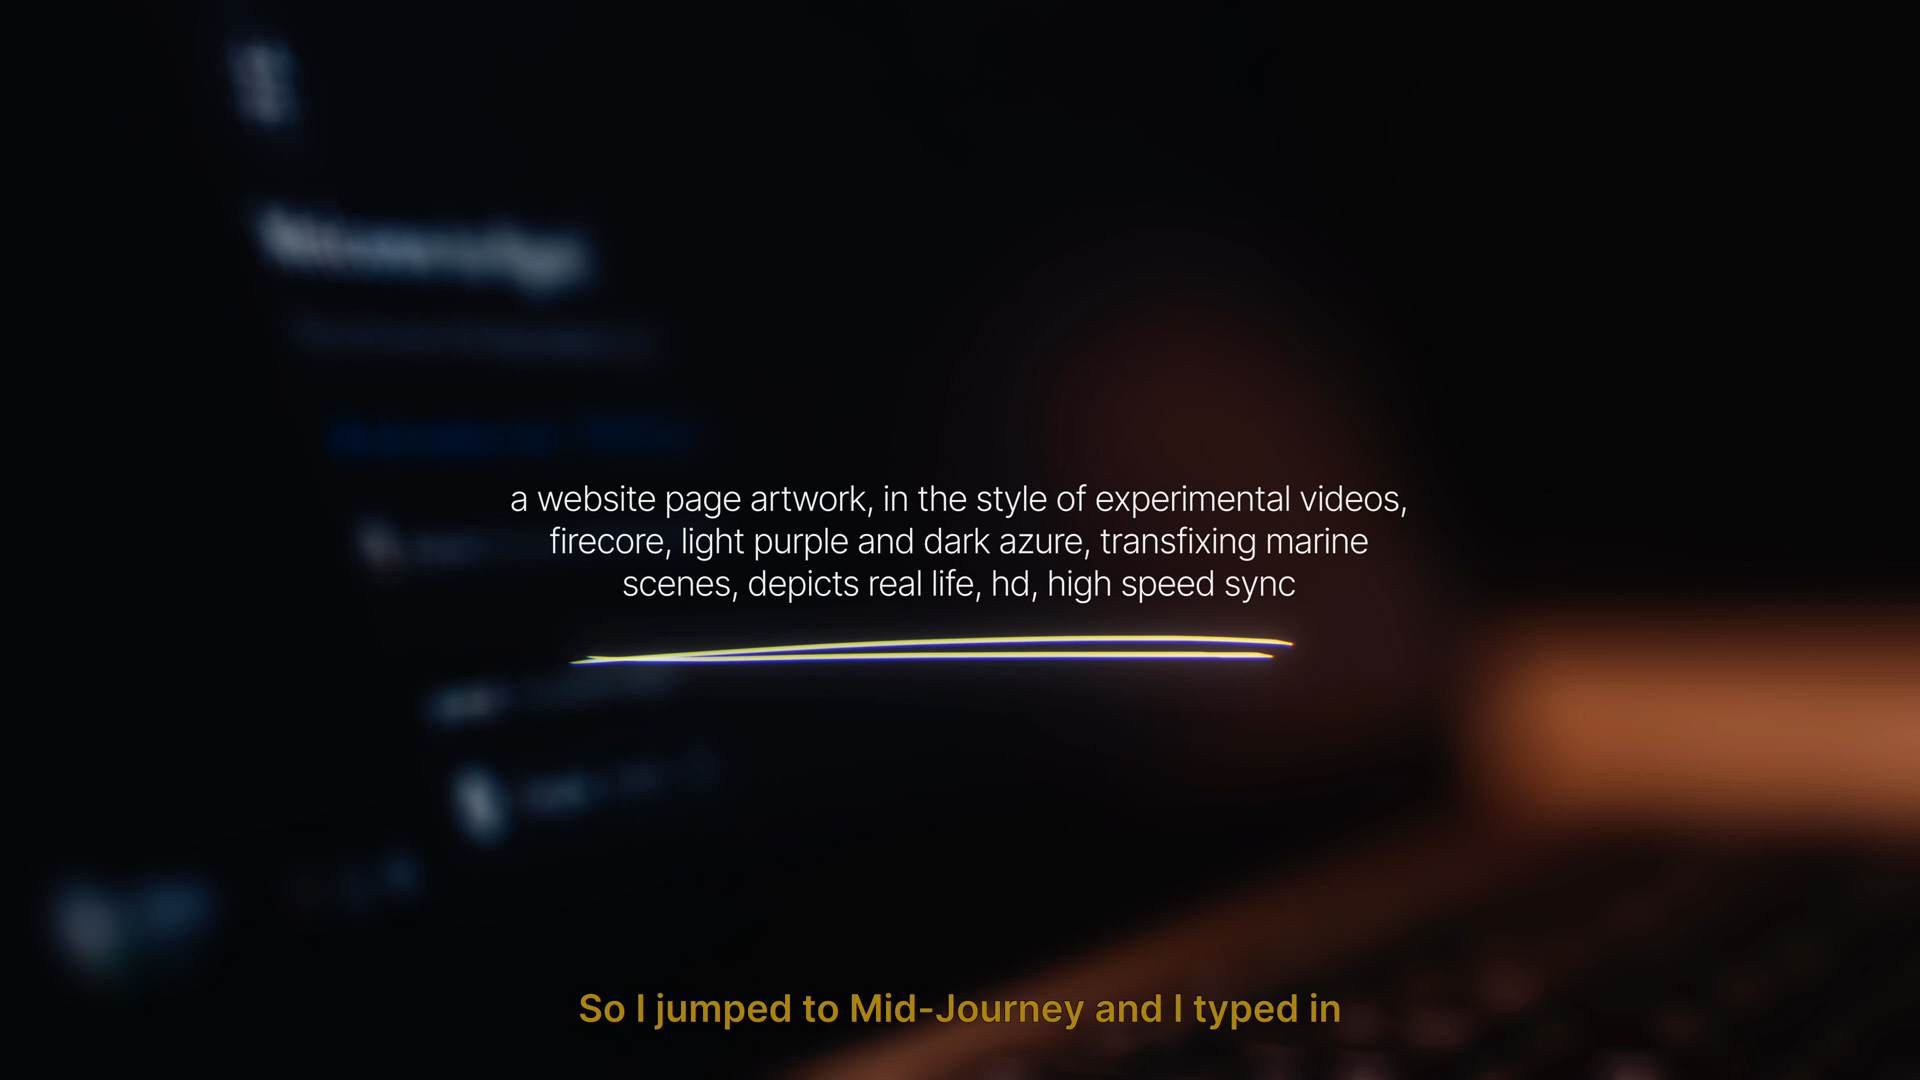 a website page artwork, in the style of experimental videos,
firecore, light purple and dark azure, transfixing marine
scenes, depicts real life, hd, high speed sync
So I jumped to Mid-Journey and I typed in